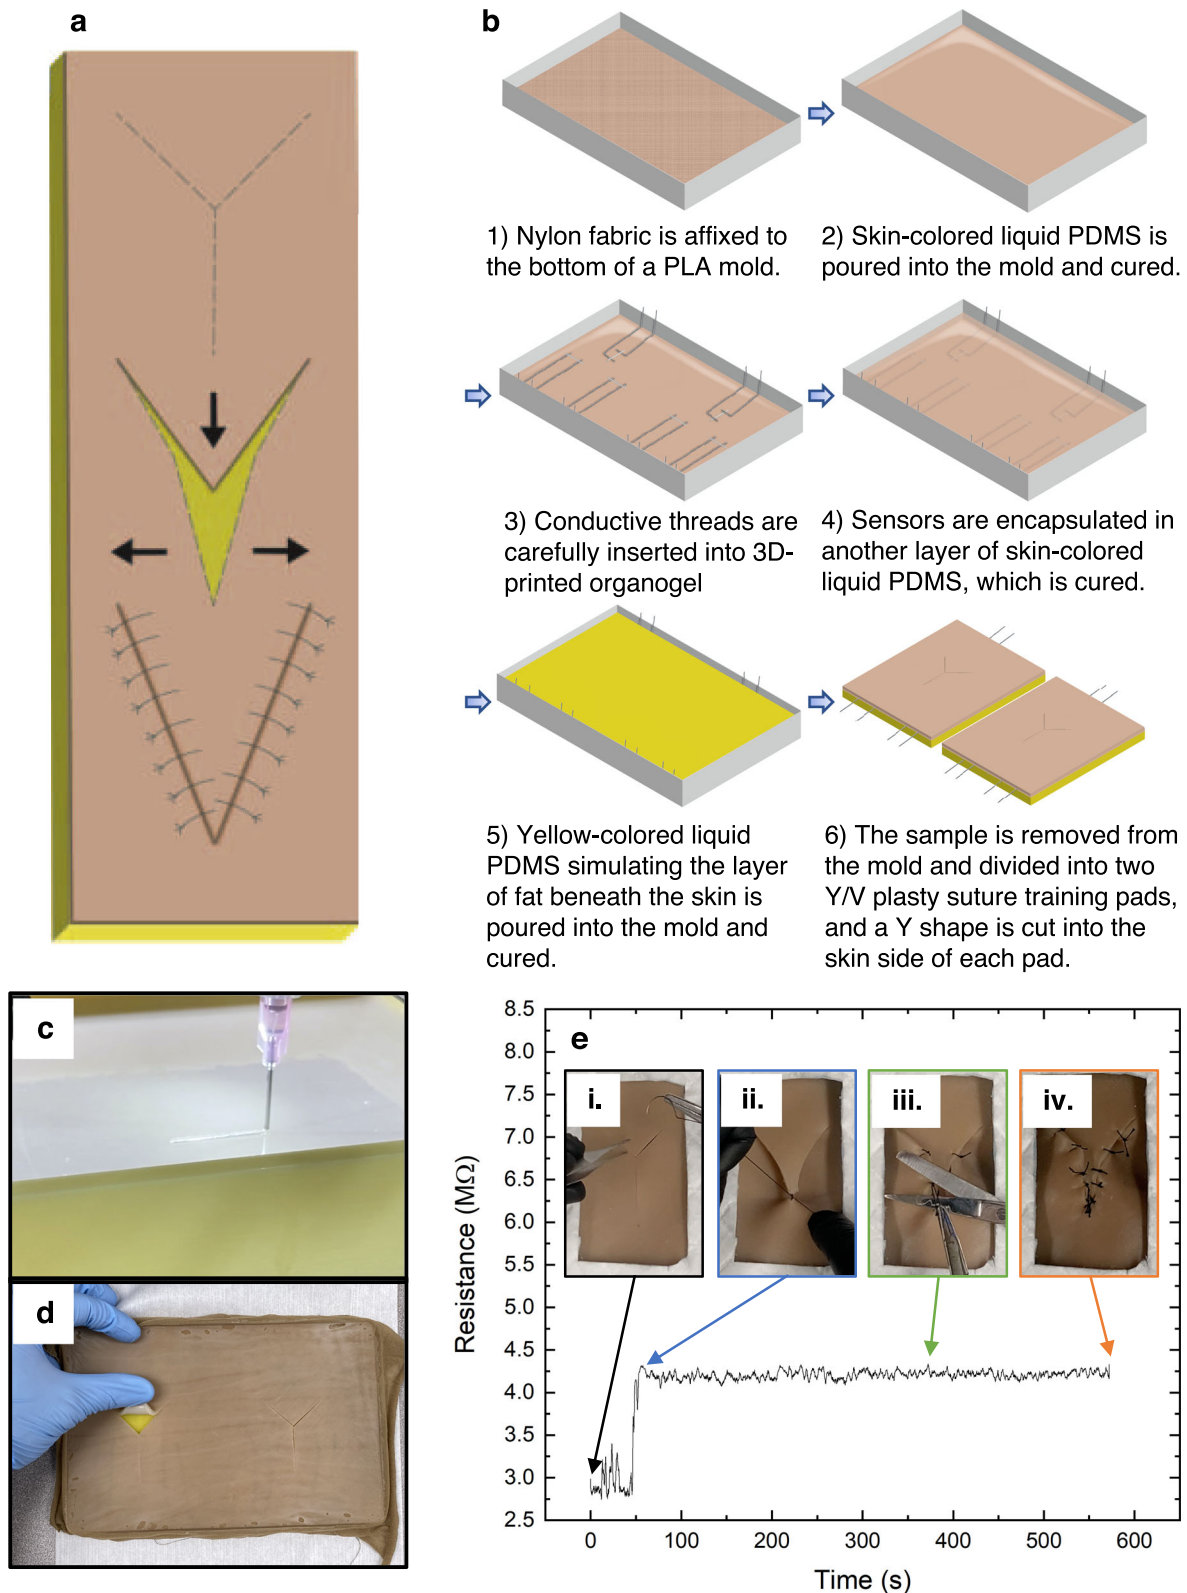 a
b
1) Nylon fabric is affixed to
the bottom of a PLA mold.
2) Skin-colored liquid PDMS is
poured into the mold and cured.
3) Conductive threads are
carefully inserted into 3D-
printed organogel
4) Sensors are encapsulated in
another layer of skin-colored
liquid PDMS, which is cured.
5) Yellow-colored liquid
PDMS simulating the layer
of fat beneath the skin is
poured into the mold and
cured.
6) The sample is removed from
the mold and divided into two
Y/V plasty suture training pads,
and a Y shape is cut into the
skin side of each pad.
c
d
e
i.
ii.
iii.
iv.
Resistance (MΩ)
8.5
8.0
7.5
7.0
6.5
6.0
5.5
5.0
4.5
4.0
3.5
3.0
2.5
0
100
200
300
400
500
600
Time (s)